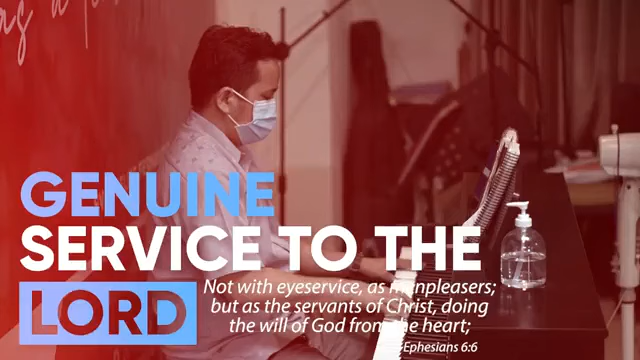 GENUINE
SERVICE TO THE
LORD
Not with eyeservice, as menpleasers;
but as the servants of Christ, doing
the will of God from the heart;
-Ephesians 6:6